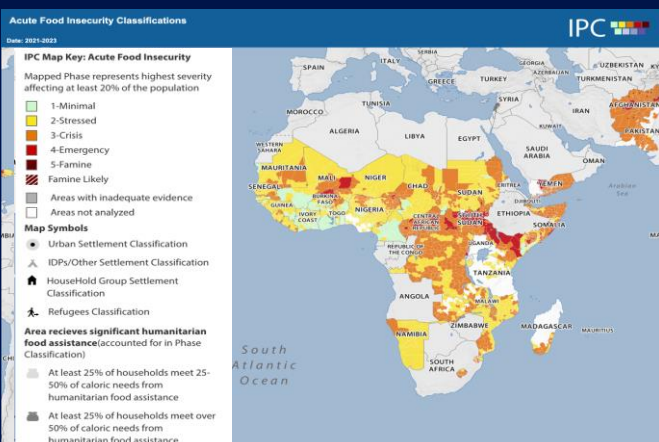 Acute Food Insecurity Classifications
Date: 2021-2023
IPC
IPC Map Key: Acute Food Insecurity
Mapped Phase represents highest severity
affecting at least 20% of the population
1-Minimal
2-Stressed
3-Crisis
4-Emergency
5-Famine
Famine Likely
Areas with inadequate evidence
Areas not analyzed
Map Symbols
Urban Settlement Classification
IDPs/Other Settlement Classification
HouseHold Group Settlement
Classification
Refugees Classification
Area recieves significant humanitarian
food assistance(accounted for in Phase
Classification)
At least 25% of households meet 25-
50% of caloric needs from
humanitarian food assistance
At least 25% of households meet over
50% of caloric needs from
humanitarian food assistance
SERBIA
ITALY
SPAIN
GREECE
TURKEY
GEORGIA
AZERBAIJAN
UZBEKISTAN
KY
TURKMENISTAN
TUNISIA
SYRIA
AFGHANISTAN
MOROCCO
IRAN
KUWAIT
PAKISTAN
ALGERIA
LIBYA
EGYPT
WESTERN
SAHARA
SAUDI
ARABIA
OMAN
MAURITANIA
MALI
NIGER
CHAD
SUDAN
ERITREA
YEMEN
Arabian
Sea
SENEGAL
BURKINA
FASO
DJIBOUTI
GUINEA
IVORY
COAST
TOGO
NIGERIA
CENTRAL
AFRICAN
REPUBLIC
SOUTH
SUDAN
ETHIOPIA
SOMALIA
REPUBLIC OF
THE CONGO
UGANDA
TANZANIA
ANGOLA
MALAWI
NAMIBIA
ZIMBABWE
MADAGASCAR
MAURITIUS
SOUTH
AFRICA
South
Atlantic
Ocean